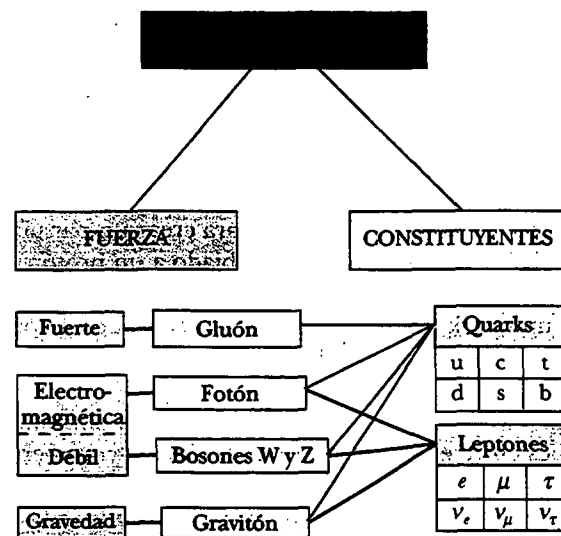 FUERZA
CONSTITUYENTES
Fuerte
Gluón
Electro-
magnética
Fotón
Débil
Bosones W y Z
Gravedad
Gravitón
Quarks
u c t
d s b
Leptones
e μ τ
νe νμ ντ